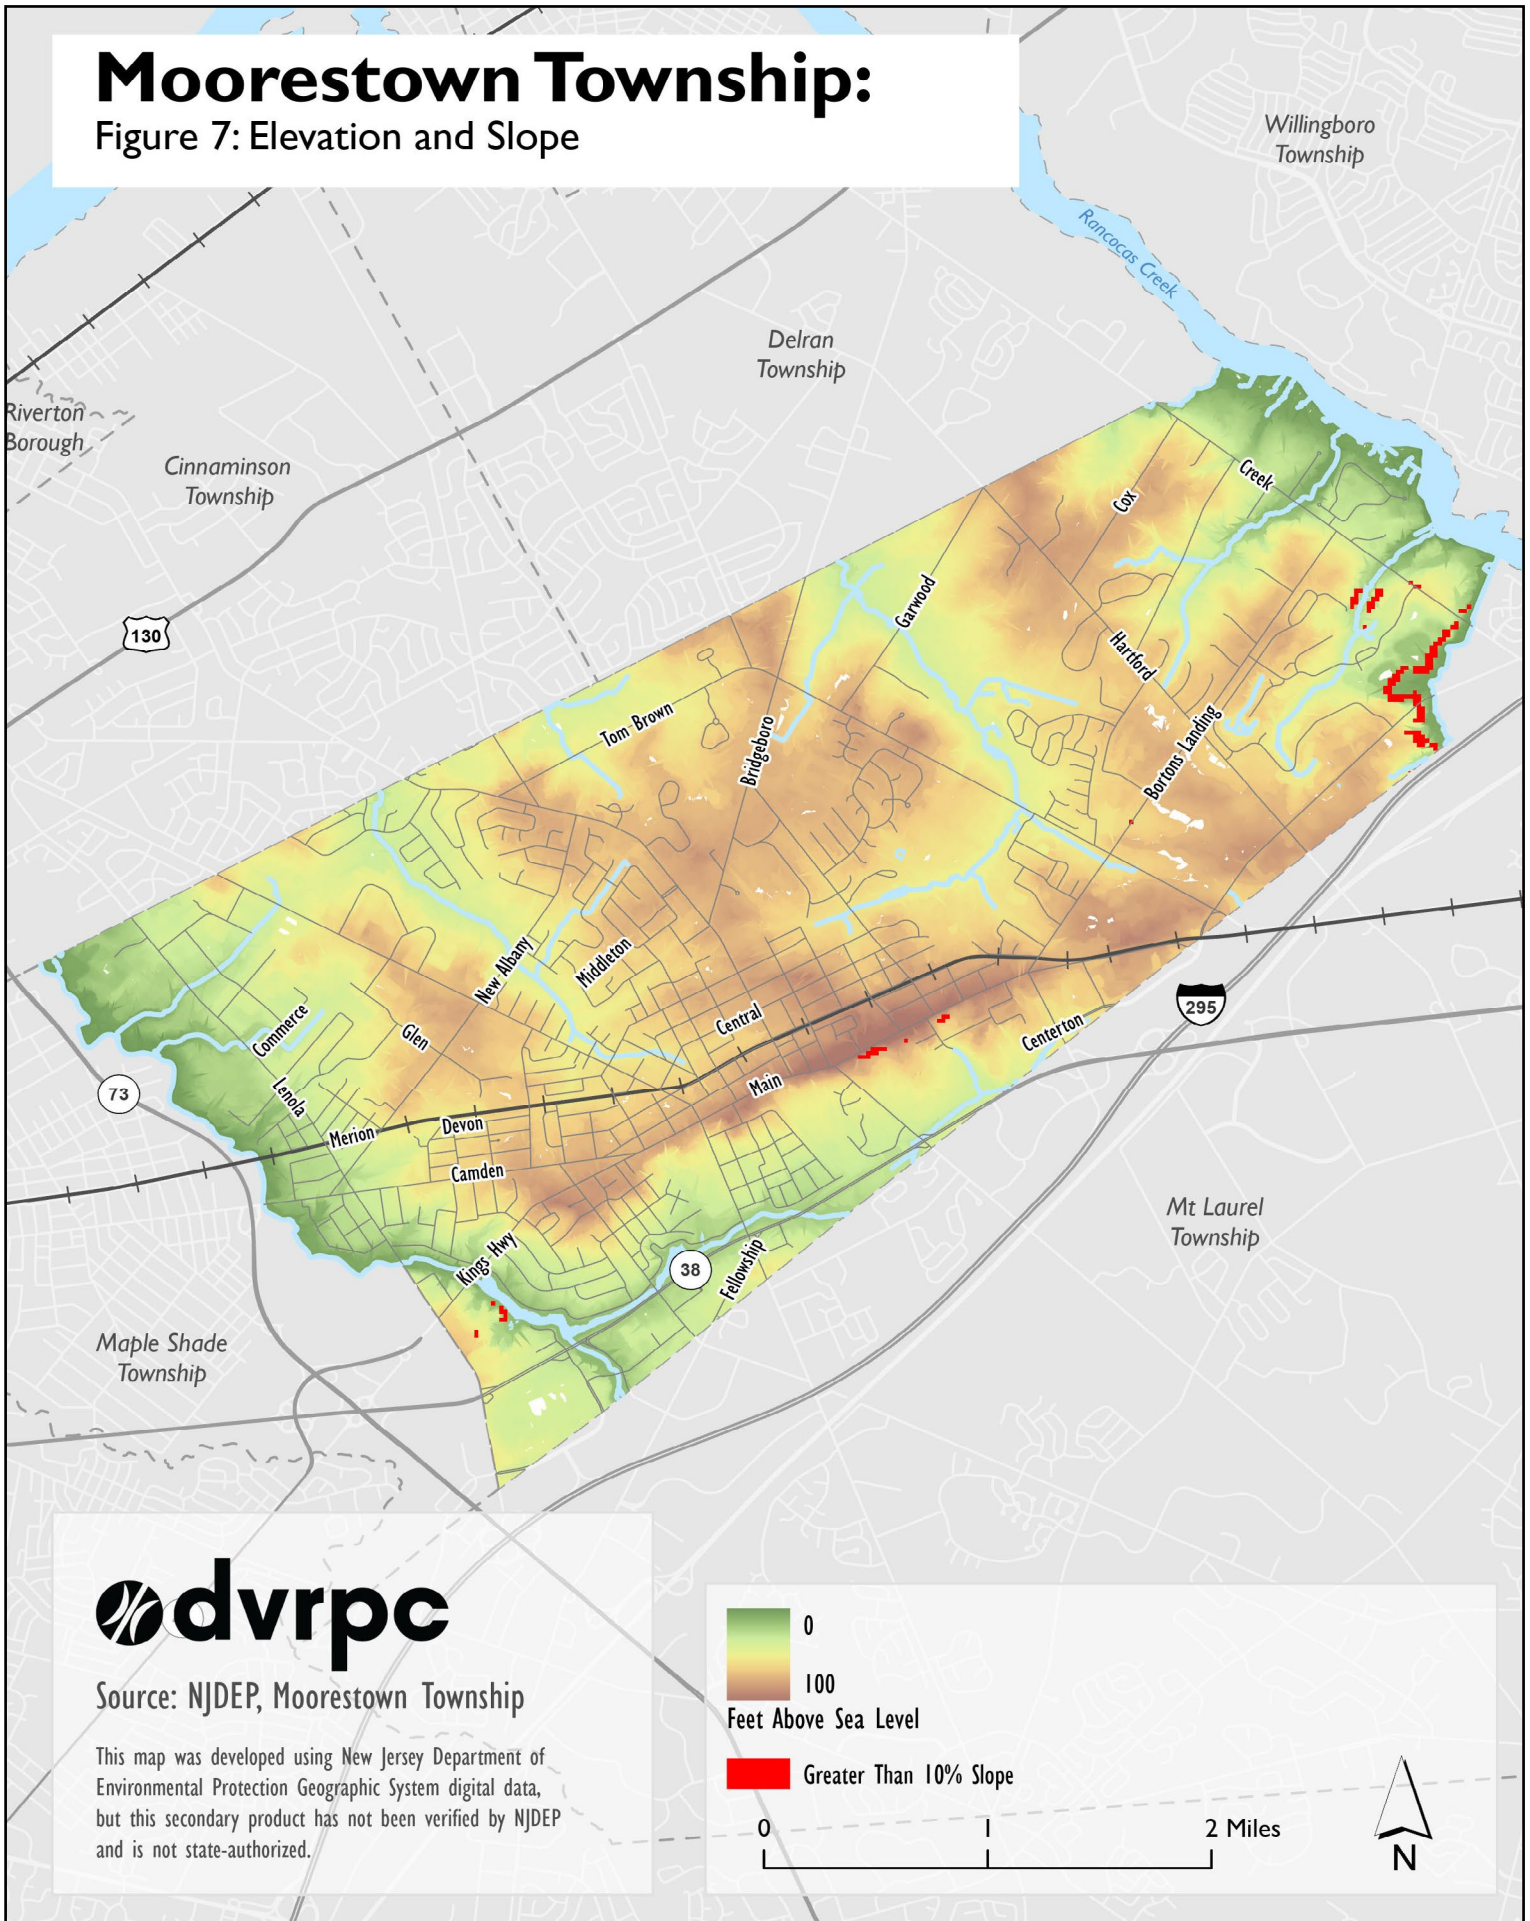 Moorestown Township:
Figure 7: Elevation and Slope
Willingboro
Township
Rancocas Creek
Delran
Township
Riverton
Borough
Cinnaminson
Township
Creek
Cox
130
Garwood
Hartford
Tom Brown
Bridgeboro
Bortons Landing
New Albany
Middleton
Central
295
Centerton
Commerce
Glen
73
Lenola
Main
Merion
Devon
Camden
Mt Laurel
Township
Kings Hwy
38
Fellowship
Maple Shade
Township
dvrpc
Source: NJDEP, Moorestown Township
This map was developed using New Jersey Department of
Environmental Protection Geographic System digital data,
but this secondary product has not been verified by NJDEP
and is not state-authorized.
0
100
Feet Above Sea Level
Greater Than 10% Slope
0 1 2 Miles
N